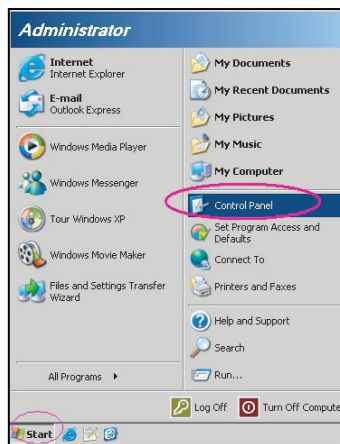 Administrator
Internet
Internet Explorer
E-mail
Outlook Express
Windows Media Player
Windows Messenger
Tour Windows XP
Windows Movie Maker
Files and Settings Transfer
Wizard
All Programs
My Documents
My Recent Documents
My Pictures
My Music
My Computer
Control Panel
Set Program Access and
Defaults
Connect To
Printers and Faxes
Help and Support
Search
Run...
Log Off
Turn Off Compute
Start